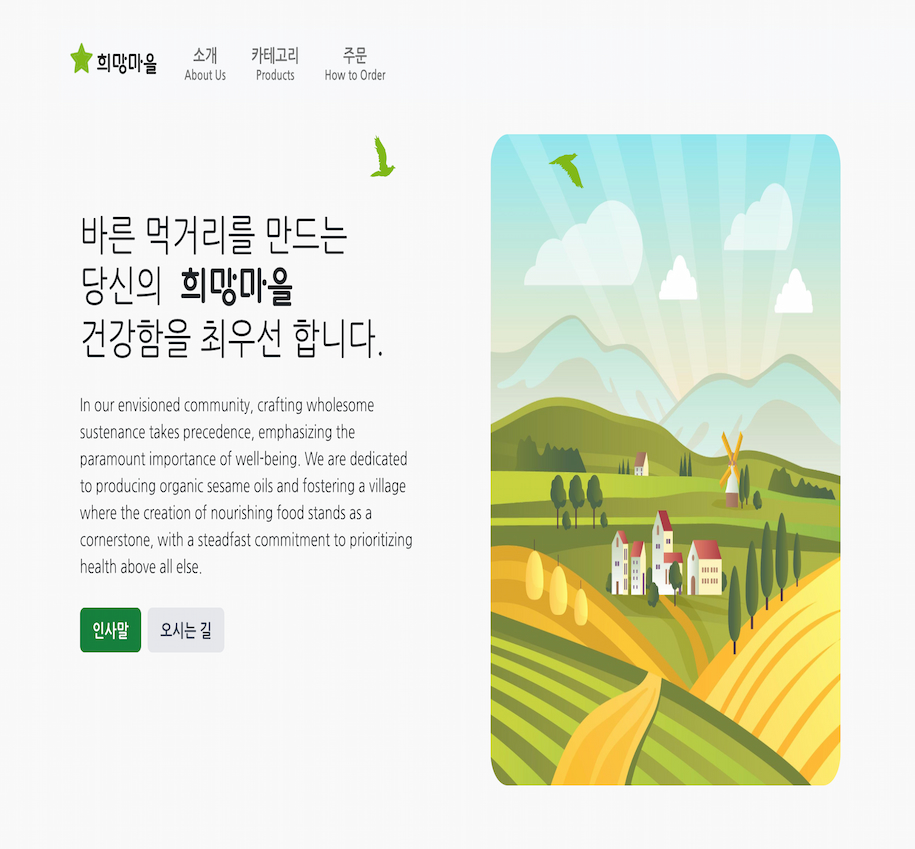 희망마을
소개
About Us
카테고리
Products
주문
How to Order
바른 먹거리를 만드는
당신의 희망마을
건강함을 최우선 합니다.
In our envisioned community, crafting wholesome
sustenance takes precedence, emphasizing the
paramount importance of well-being. We are dedicated
to producing organic sesame oils and fostering a village
where the creation of nourishing food stands as a
cornerstone, with a steadfast commitment to prioritizing
health above all else.
인사말
오시는 길